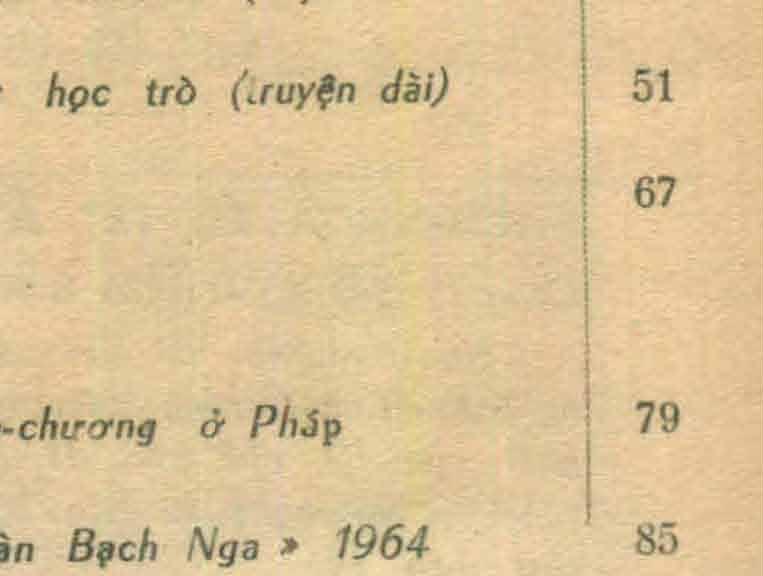 học trò (truyện dài) 51
67
-chương ở Pháp 79
ần Bạch Nga » 1964 85